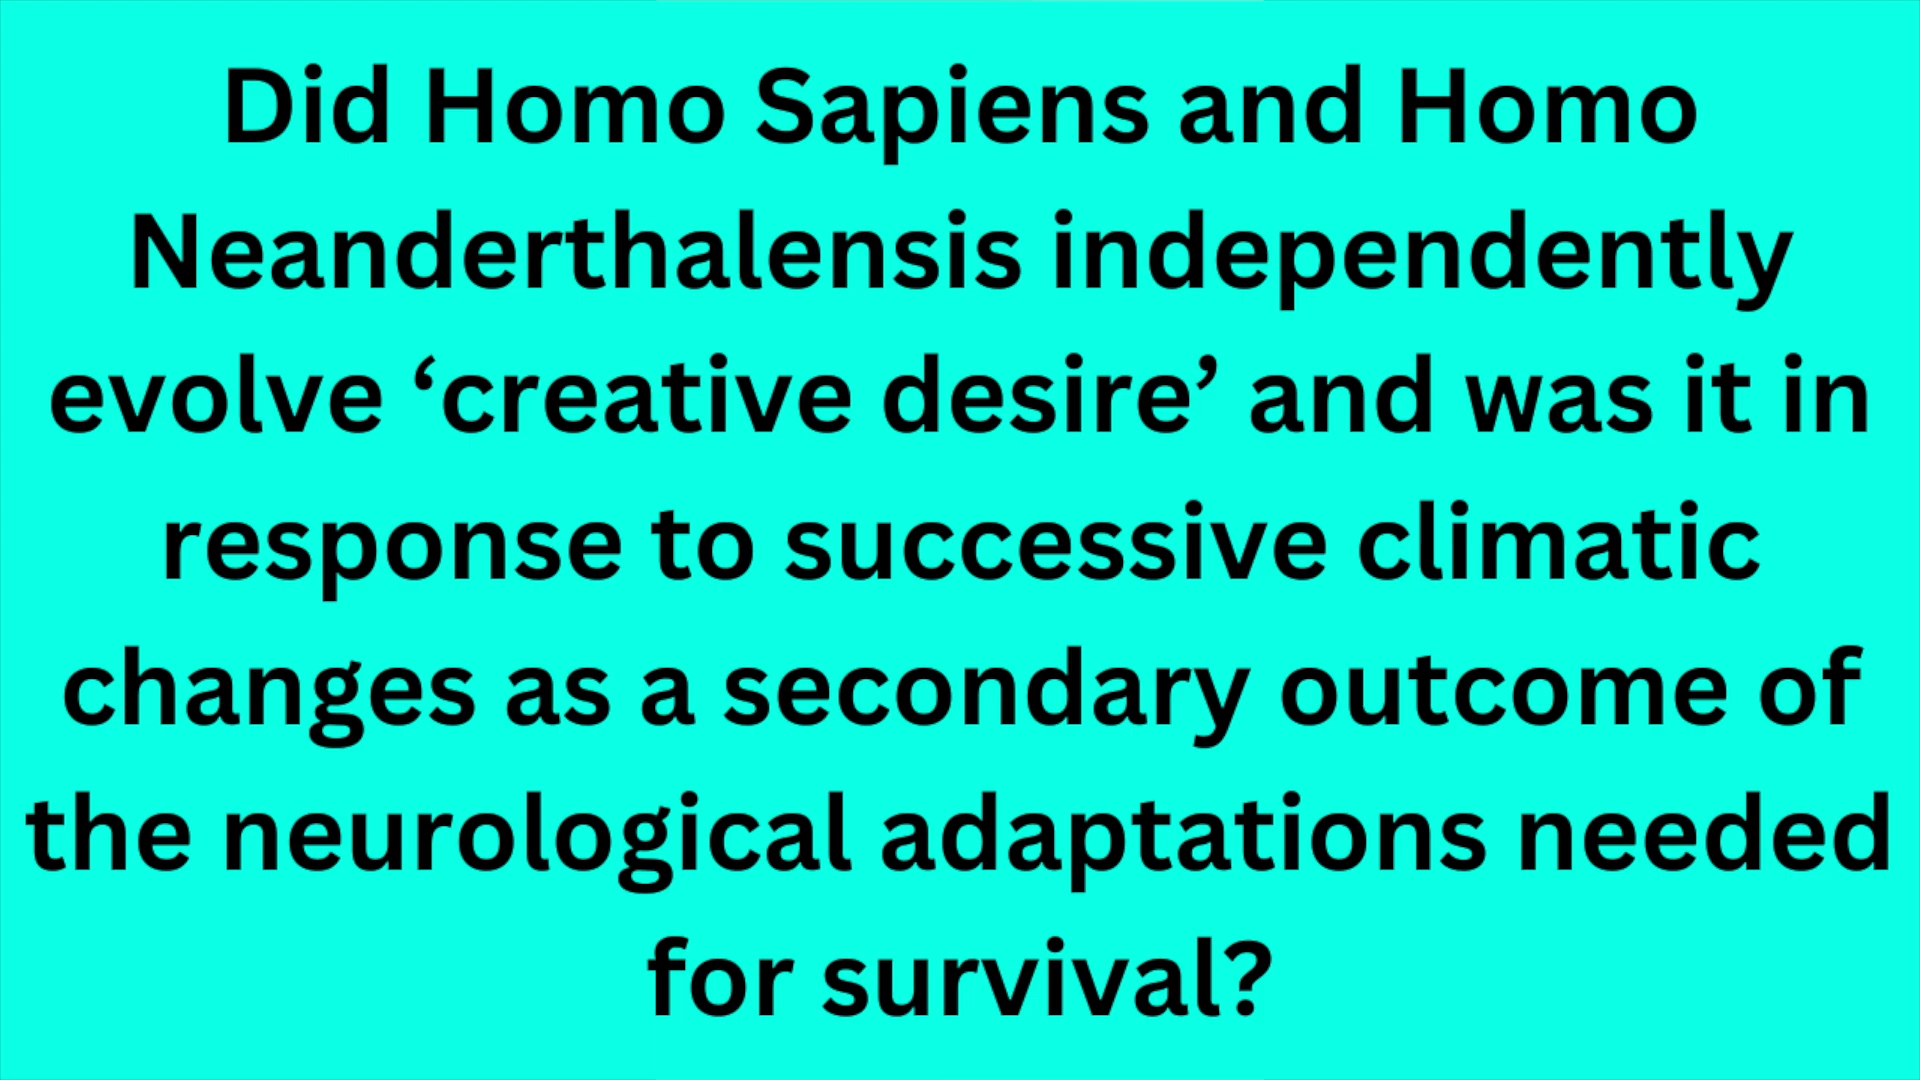 Did Homo Sapiens and Homo
Neanderthalensis independently
evolve ‘creative desire’ and was it in
response to successive climatic
changes as a secondary outcome of
the neurological adaptations needed
for survival?